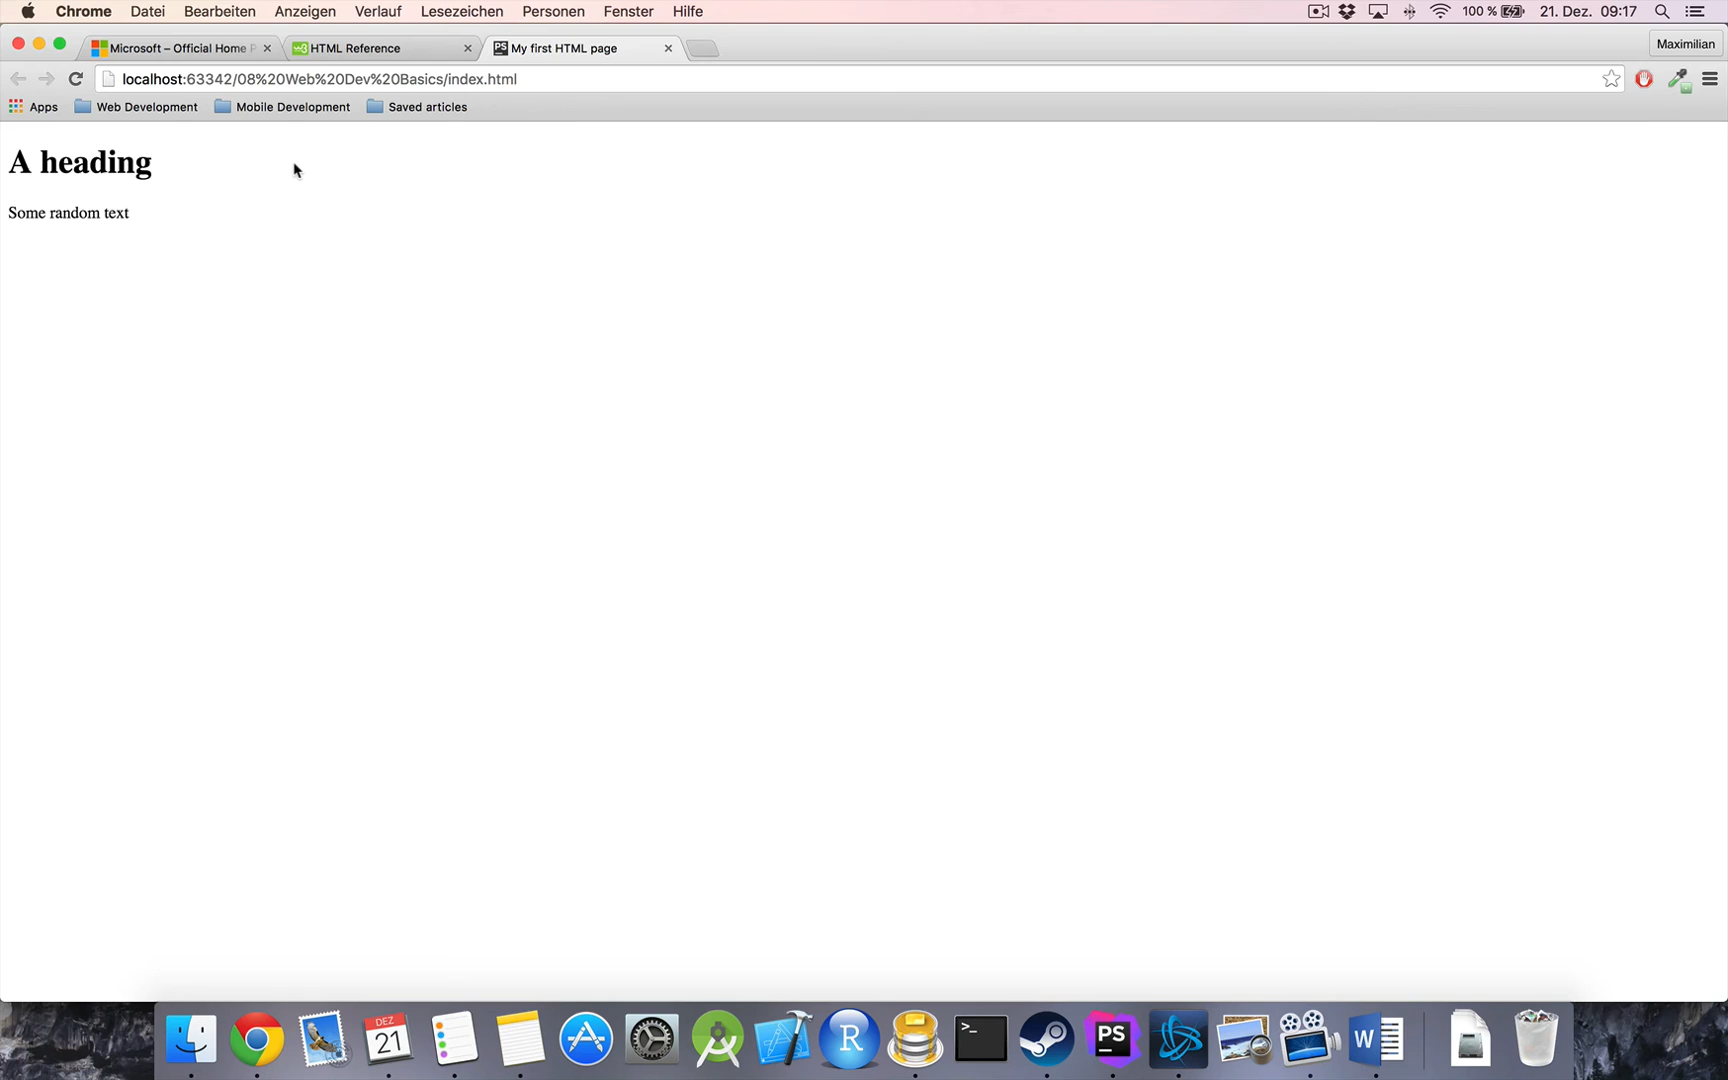 Chrome Datei Bearbeiten Anzeigen Verlauf Lesezeichen Personen Fenster Hilfe 100 % 21. Dez. 09:17
Microsoft – Official Home P HTML Reference My first HTML page Maximilian
localhost:63342/08%20Web%20Dev%20Basics/index.html
Apps Web Development Mobile Development Saved articles
A heading
Some random text
DEZ
21
R
>_
PS
W